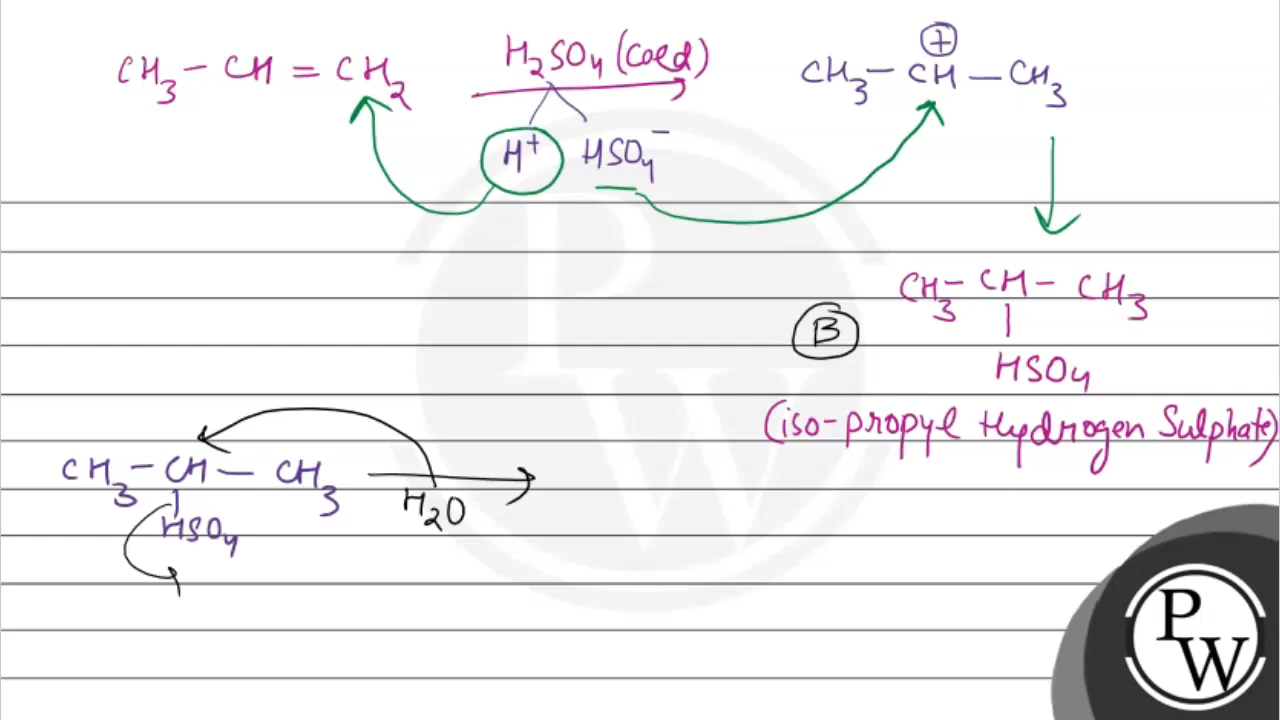 CH₃ – CH = CH₂ H₂SO₄ (Cold) CH₃ – CH – CH₃
⊕
H⁺ HSO₄⁻
CH₃ – CH – CH₃
|
B
HSO₄
(iso-propyl Hydrogen Sulphate)
CH₃ – CH – CH₃
|
H₂O
HSO₄
PW
PW